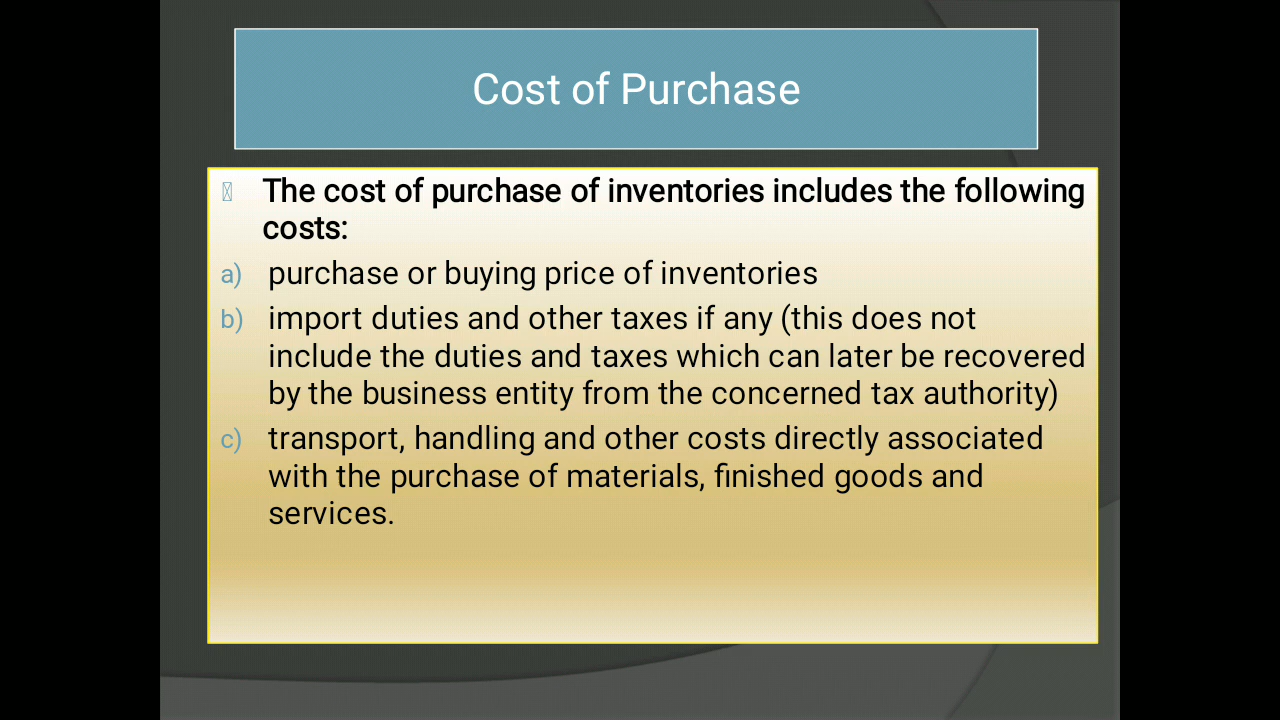 Cost of Purchase
The cost of purchase of inventories includes the following
costs:
a) purchase or buying price of inventories
b) import duties and other taxes if any (this does not
include the duties and taxes which can later be recovered
by the business entity from the concerned tax authority)
c) transport, handling and other costs directly associated
with the purchase of materials, finished goods and
services.